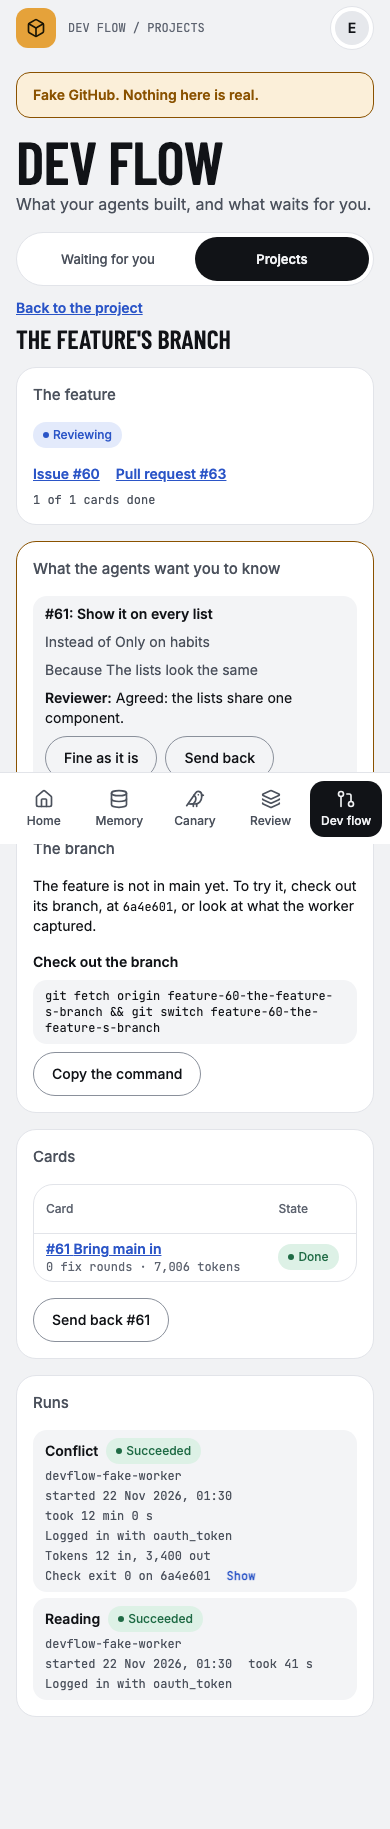 DEV FLOW / PROJECTS
E
Fake GitHub. Nothing here is real.
DEV FLOW
What your agents built, and what waits for you.
Waiting for you
Projects
Back to the project
THE FEATURE'S BRANCH
The feature
Reviewing
Issue #60 Pull request #63
1 of 1 cards done
What the agents want you to know
#61: Show it on every list
Instead of Only on habits
Because The lists look the same
Reviewer: Agreed: the lists share one
component.
Fine as it is
Send back
Home
Memory
Canary
Review
Dev flow
The branch
The feature is not in main yet. To try it, check out
its branch, at 6a4e601, or look at what the worker
captured.
Check out the branch
git fetch origin feature-60-the-feature-
s-branch && git switch feature-60-the-
feature-s-branch
Copy the command
Cards
Card State
#61 Bring main in
0 fix rounds · 7,006 tokens
Done
Send back #61
Runs
Conflict Succeeded
devflow-fake-worker
started 22 Nov 2026, 01:30
took 12 min 0 s
Logged in with oauth_token
Tokens 12 in, 3,400 out
Check exit 0 on 6a4e601 Show
Reading Succeeded
devflow-fake-worker
started 22 Nov 2026, 01:30 took 41 s
Logged in with oauth_token